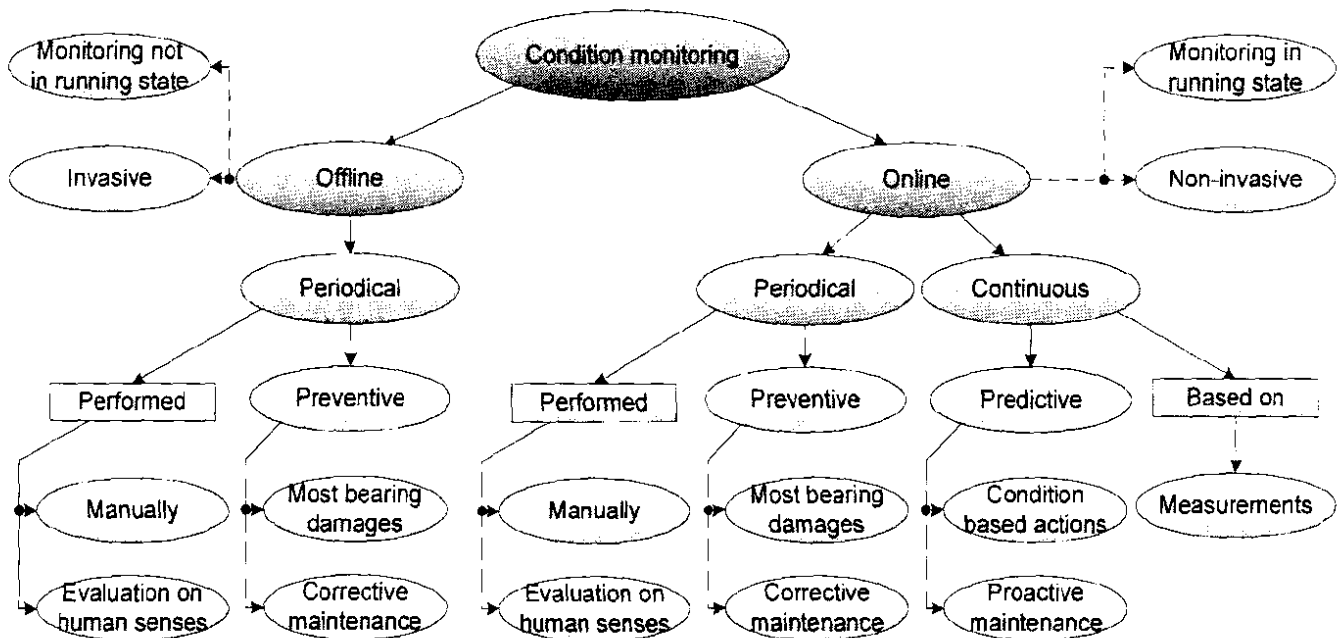 Condition monitoring
Monitoring not
in running state
Monitoring in
running state
Invasive
Offline
Online
Non-invasive
Periodical
Periodical
Continuous
Performed
Preventive
Performed
Preventive
Predictive
Based on
Manually
Most bearing
damages
Manually
Most bearing
damages
Condition
based actions
Measurements
Evaluation on
human senses
Corrective
maintenance
Evaluation on
human senses
Corrective
maintenance
Proactive
maintenance